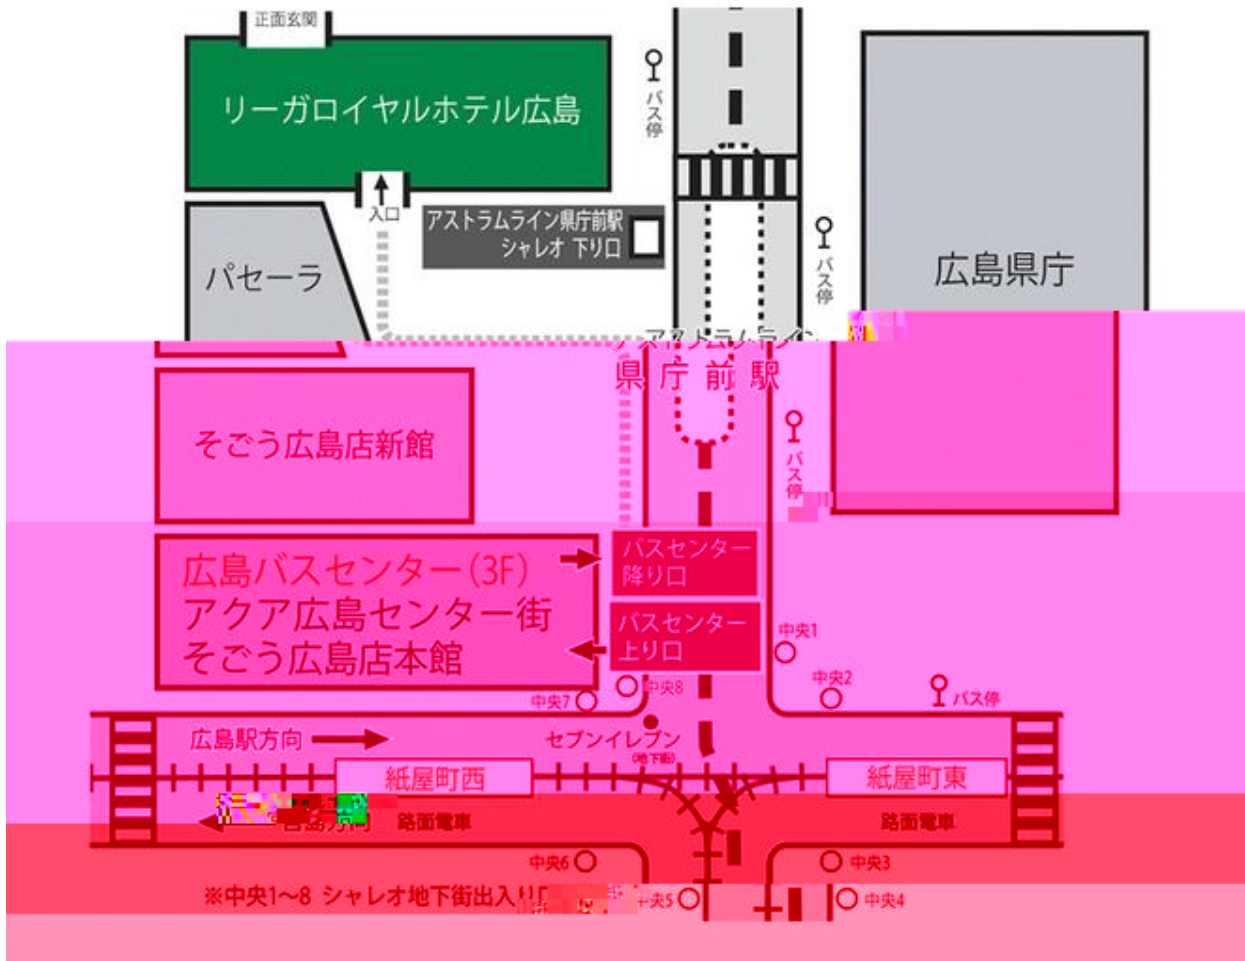 正面玄関
リーガロイヤルホテル広島
バス停
入口
アストラムライン県庁前駅
シャレオ 下り口
パセーラ
バス停
広島県庁
アストラムライン
県庁前駅
そごう広島店新館
バス停
広島バスセンター(3F)
アクア広島センター街
そごう広島店本館
バスセンター
降り口
バスセンター
上り口
中央1
中央2
バス停
中央7
中央8
広島駅方向
セブンイレブン
(地下街)
紙屋町西
紙屋町東
路面電車
路面電車
中央6
中央3
※中央1~8 シャレオ地下街出入り口
中央5
中央4